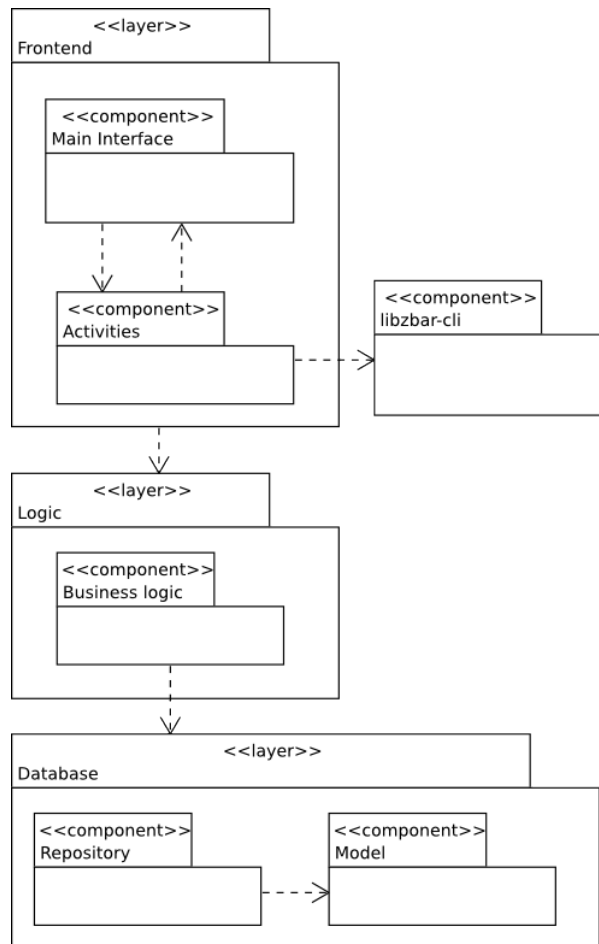 <<layer>>
Frontend
<<component>>
Main Interface
<<component>>
Activities
<<component>>
libzbar-cli
<<layer>>
Logic
<<component>>
Business logic
<<layer>>
Database
<<component>>
Repository
<<component>>
Model